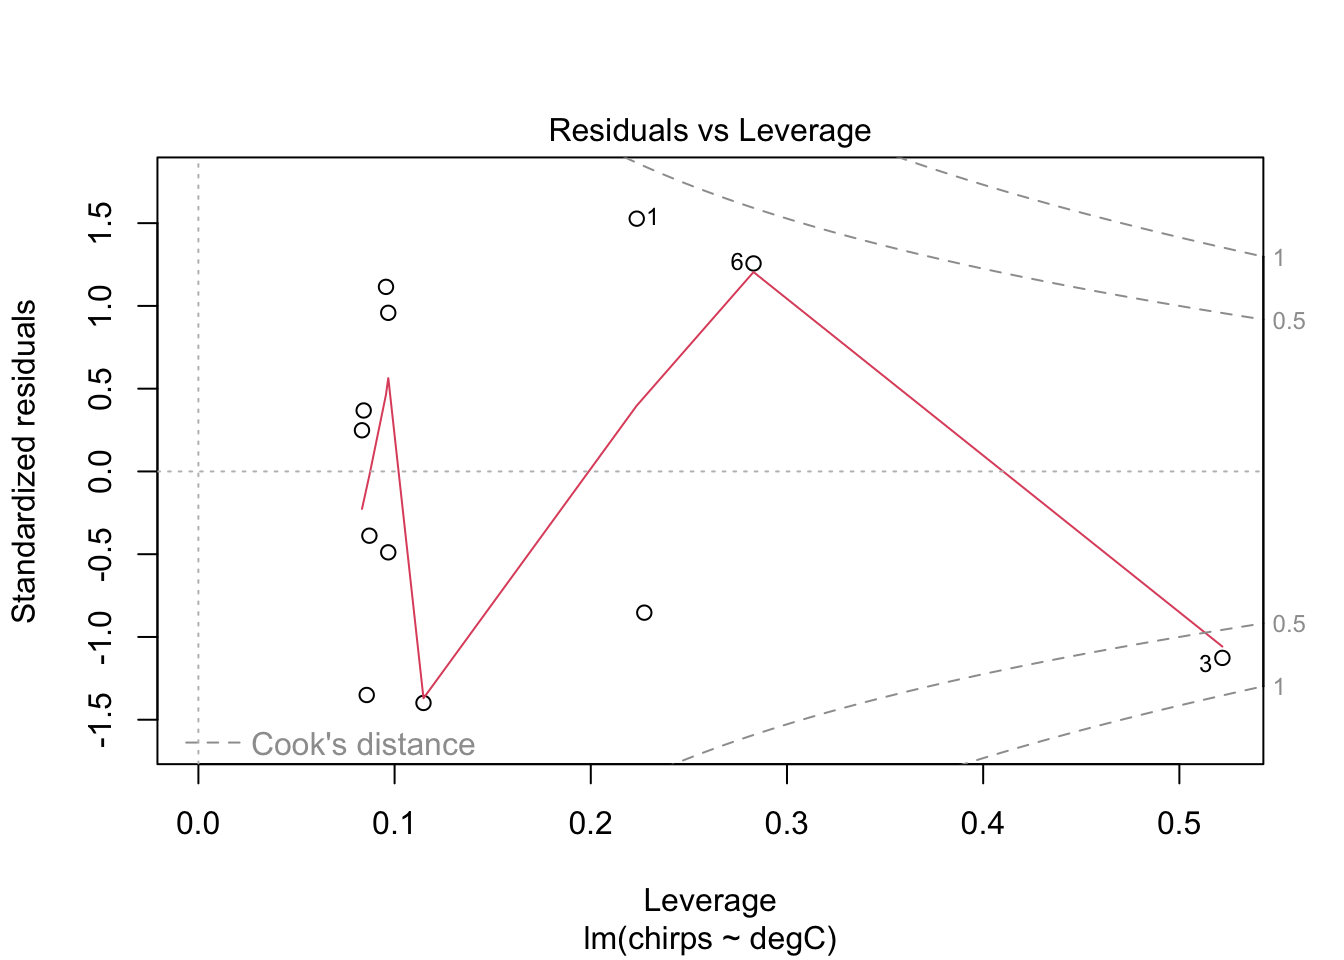 Residuals vs Leverage
Standardized residuals
1.5
1.0
0.5
0.0
-0.5
-1.0
-1.5
1
6
3
1
0.5
0.5
1
Cook's distance
0.0 0.1 0.2 0.3 0.4 0.5
Leverage
lm(chirps ~ degC)